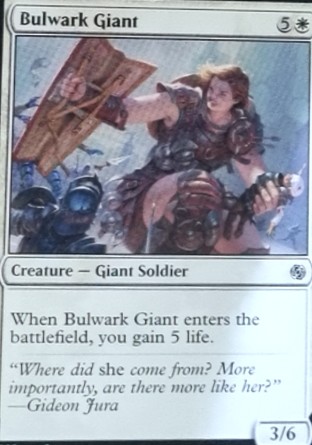 Bulwark Giant 5
Creature — Giant Soldier
When Bulwark Giant enters the
battlefield, you gain 5 life.
“Where did she come from? More
importantly, are there more like her?”
—Gideon Jura
3/6